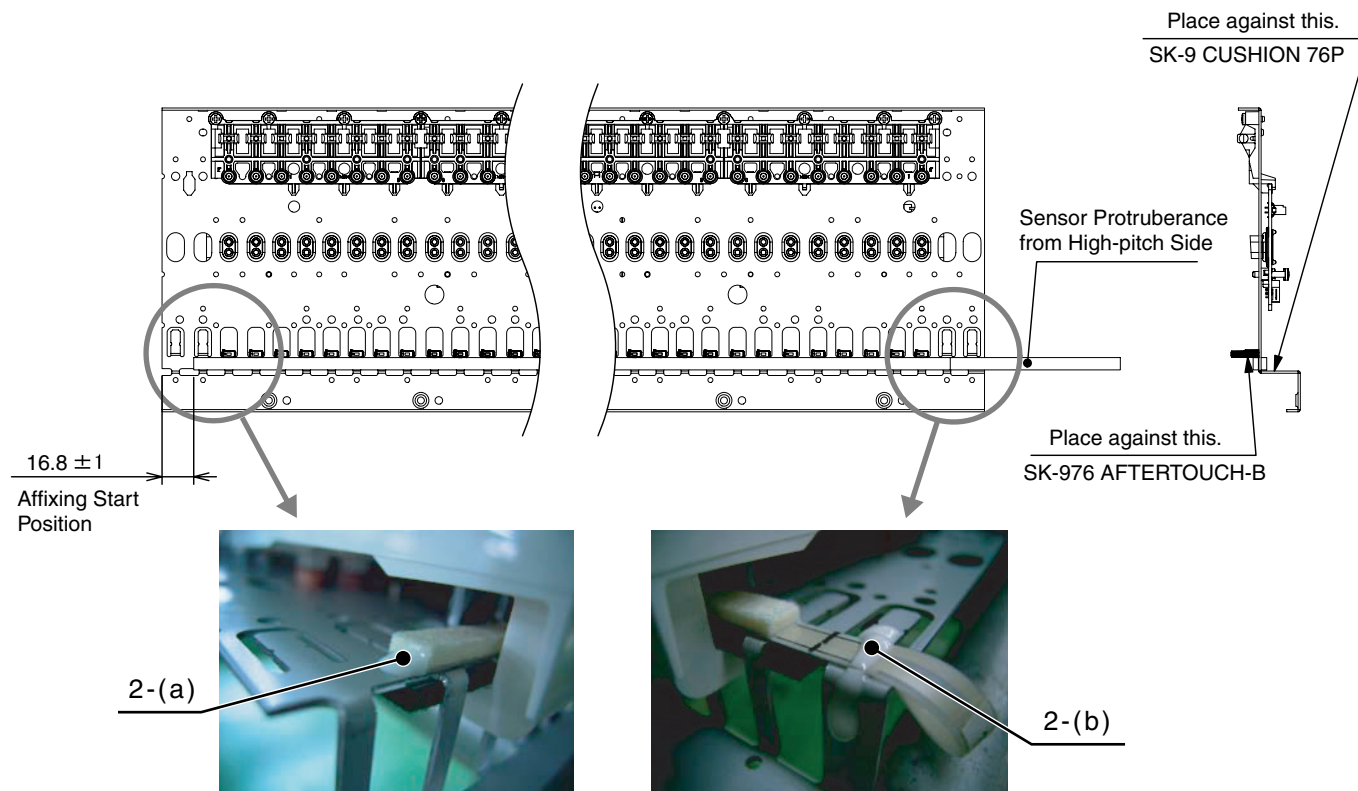 Place against this.
SK-9 CUSHION 76P
Sensor Protruberance
from High-pitch Side
Place against this.
SK-976 AFTERTOUCH-B
16.8 ±1
Affixing Start
Position
2-(a)
2-(b)